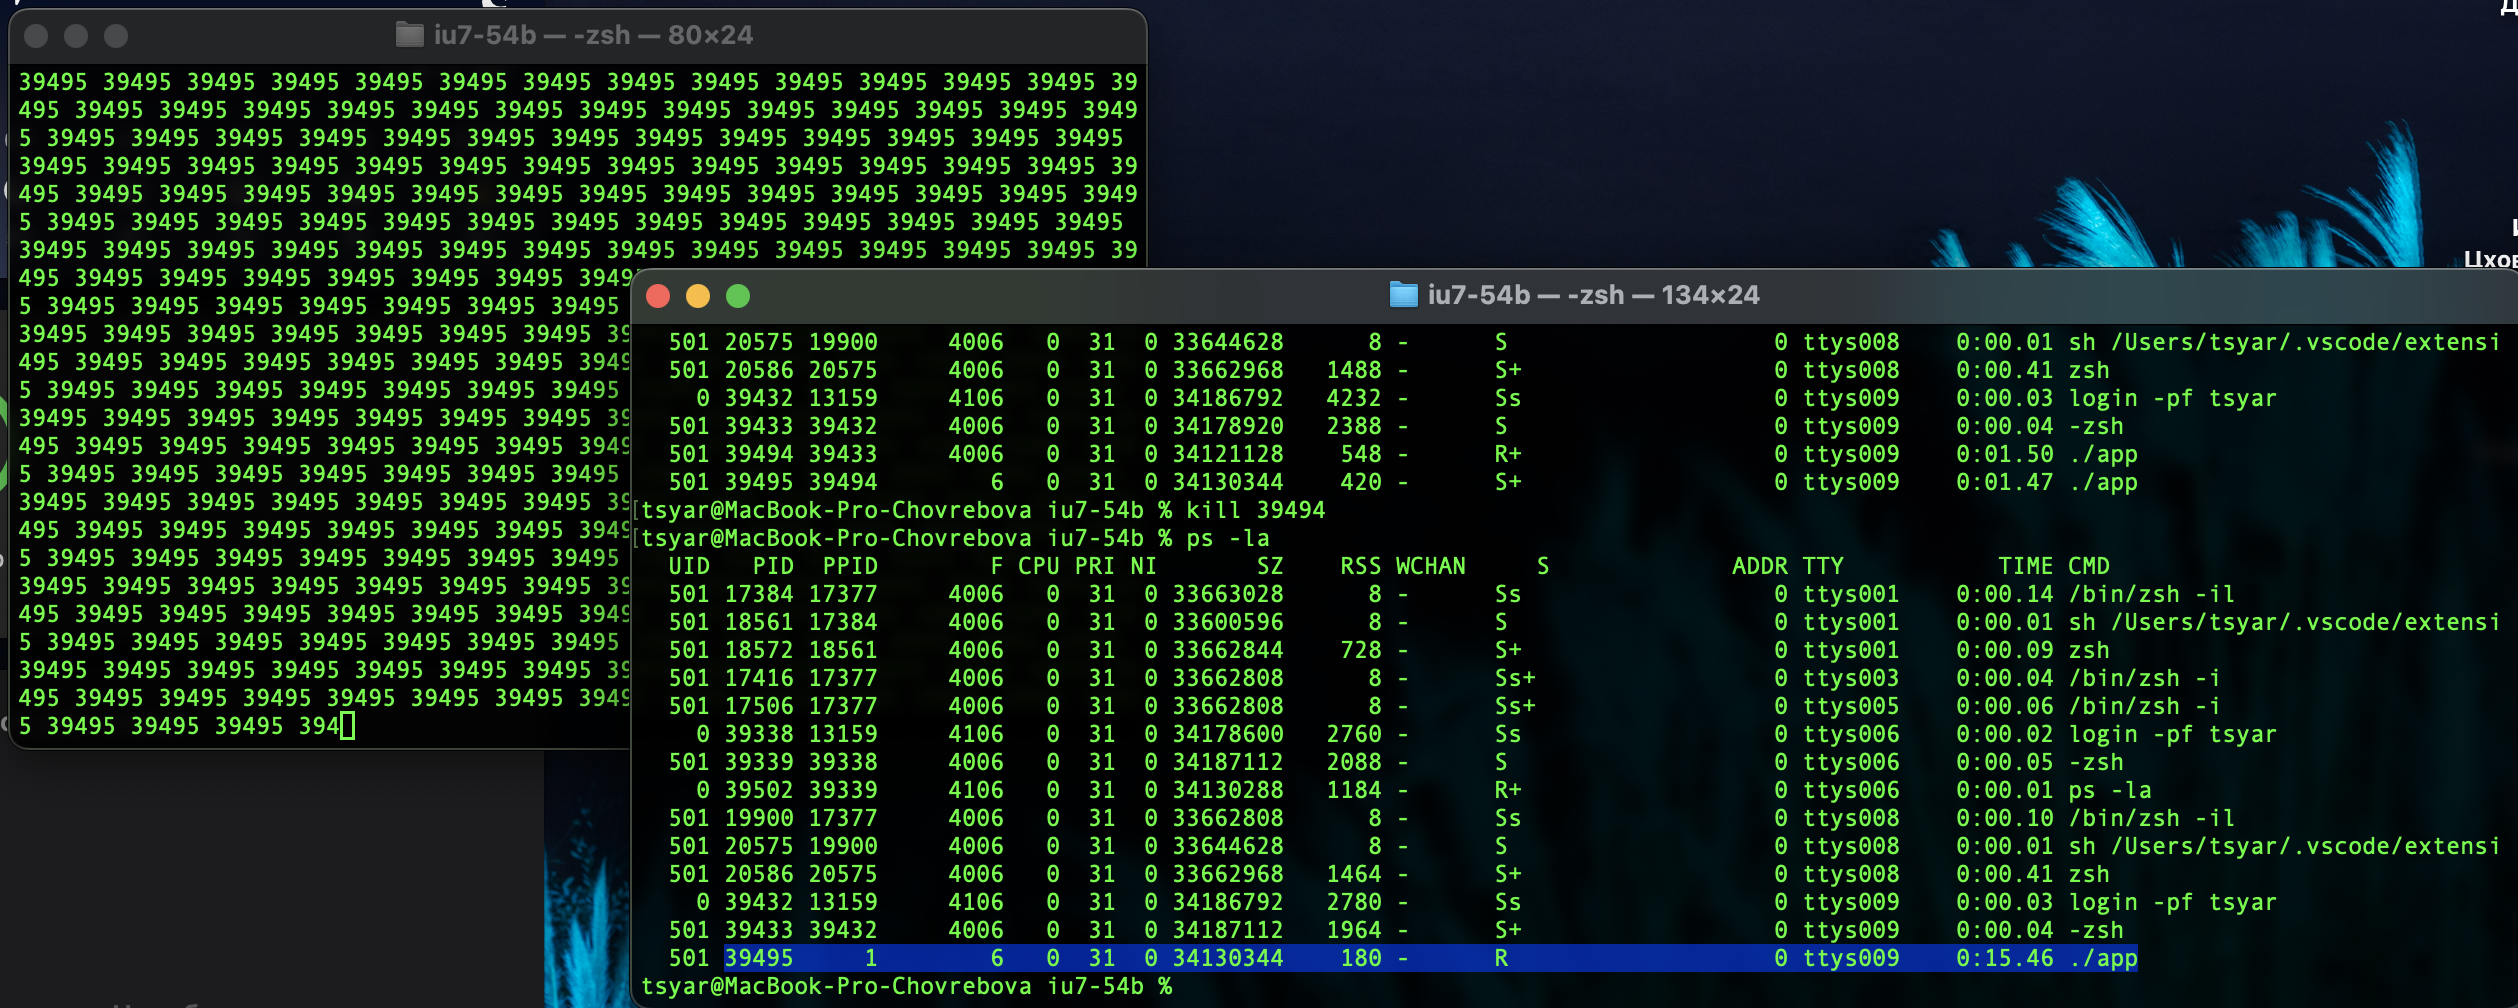 iu7-54b — -zsh — 80×24
39495 39495 39495 39495 39495 39495 39495 39495 39495 39495 39495 39495 39495 39
495 39495 39495 39495 39495 39495 39495 39495 39495 39495 39495 39495 39495 3949
5 39495 39495 39495 39495 39495 39495 39495 39495 39495 39495 39495 39495 39495
39495 39495 39495 39495 39495 39495 39495 39495 39495 39495 39495 39495 39495 39
495 39495 39495 39495 39495 39495 39495 39495 39495 39495 39495 39495 39495 3949
5 39495 39495 39495 39495 39495 39495 39495 39495 39495 39495 39495 39495 39495
39495 39495 39495 39495 39495 39495 39495 39495 39495 39495 39495 39495 39495 39
495 39495 39495 39495 39495 39495 39495 3949
5 39495 39495 39495 39495 39495 39495 39495
39495 39495 39495 39495 39495 39495 39495 39
495 39495 39495 39495 39495 39495 39495 3949
5 39495 39495 39495 39495 39495 39495 39495
39495 39495 39495 39495 39495 39495 39495 39
495 39495 39495 39495 39495 39495 39495 3949
5 39495 39495 39495 39495 39495 39495 39495
39495 39495 39495 39495 39495 39495 39495 39
495 39495 39495 39495 39495 39495 39495 3949
5 39495 39495 39495 39495 39495 39495 39495
39495 39495 39495 39495 39495 39495 39495 39
495 39495 39495 39495 39495 39495 39495 3949
5 39495 39495 39495 39495 39495 39495 39495
39495 39495 39495 39495 39495 39495 39495 39
495 39495 39495 39495 39495 39495 39495 3949
5 39495 39495 39495 394
iu7-54b — -zsh — 134×24
501 20575 19900 4006 0 31 0 33644628 8 - S 0 ttys008 0:00.01 sh /Users/tsyar/.vscode/extensi
501 20586 20575 4006 0 31 0 33662968 1488 - S+ 0 ttys008 0:00.41 zsh
0 39432 13159 4106 0 31 0 34186792 4232 - Ss 0 ttys009 0:00.03 login -pf tsyar
501 39433 39432 4006 0 31 0 34178920 2388 - S 0 ttys009 0:00.04 -zsh
501 39494 39433 4006 0 31 0 34121128 548 - R+ 0 ttys009 0:01.50 ./app
501 39495 39494 6 0 31 0 34130344 420 - S+ 0 ttys009 0:01.47 ./app
[tsyar@MacBook-Pro-Chovrebova iu7-54b % kill 39494
[tsyar@MacBook-Pro-Chovrebova iu7-54b % ps -la
UID PID PPID F CPU PRI NI SZ RSS WCHAN S ADDR TTY TIME CMD
501 17384 17377 4006 0 31 0 33663028 8 - Ss 0 ttys001 0:00.14 /bin/zsh -il
501 18561 17384 4006 0 31 0 33600596 8 - S 0 ttys001 0:00.01 sh /Users/tsyar/.vscode/extensi
501 18572 18561 4006 0 31 0 33662844 728 - S+ 0 ttys001 0:00.09 zsh
501 17416 17377 4006 0 31 0 33662808 8 - Ss+ 0 ttys003 0:00.04 /bin/zsh -i
501 17506 17377 4006 0 31 0 33662808 8 - Ss+ 0 ttys005 0:00.06 /bin/zsh -i
0 39338 13159 4106 0 31 0 34178600 2760 - Ss 0 ttys006 0:00.02 login -pf tsyar
501 39339 39338 4006 0 31 0 34187112 2088 - S 0 ttys006 0:00.05 -zsh
0 39502 39339 4106 0 31 0 34130288 1184 - R+ 0 ttys006 0:00.01 ps -la
501 19900 17377 4006 0 31 0 33662808 8 - Ss 0 ttys008 0:00.10 /bin/zsh -il
501 20575 19900 4006 0 31 0 33644628 8 - S 0 ttys008 0:00.01 sh /Users/tsyar/.vscode/extensi
501 20586 20575 4006 0 31 0 33662968 1464 - S+ 0 ttys008 0:00.41 zsh
0 39432 13159 4106 0 31 0 34186792 2780 - Ss 0 ttys009 0:00.03 login -pf tsyar
501 39433 39432 4006 0 31 0 34187112 1964 - S+ 0 ttys009 0:00.04 -zsh
501 39495 1 6 0 31 0 34130344 180 - R 0 ttys009 0:15.46 ./app
tsyar@MacBook-Pro-Chovrebova iu7-54b %